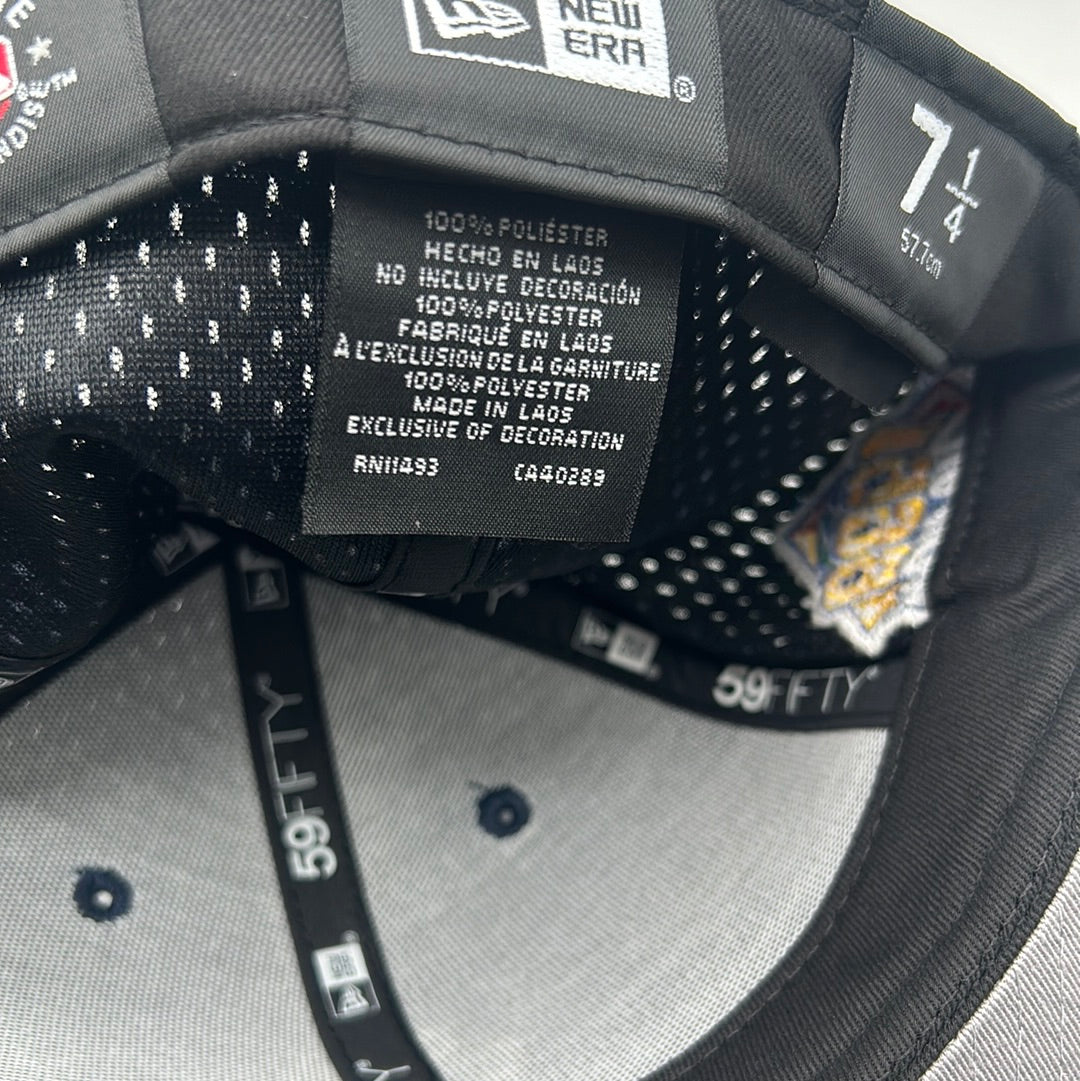 NEW
ERA
®
7 1/4
57.7cm
100% POLIÉSTER
HECHO EN LAOS
NO INCLUYE DECORACIÓN
100% POLYESTER
FABRIQUÉ EN LAOS
À L'EXCLUSION DE LA GARNITURE
100% POLYESTER
MADE IN LAOS
EXCLUSIVE OF DECORATION
RN11493 CA40289
59FIFTY
59FIFTY